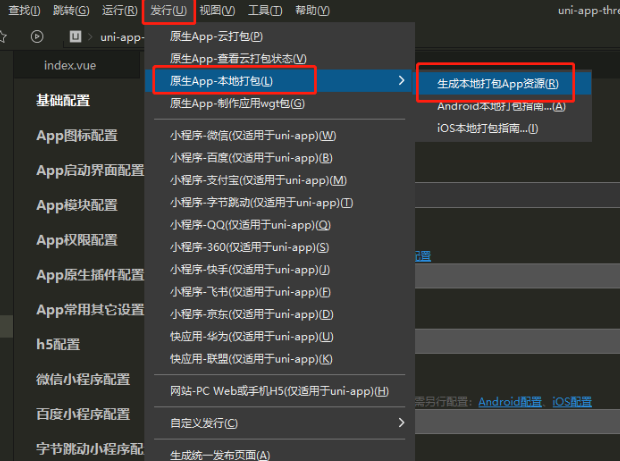 查找(I) 跳转(G) 运行(R) 发行(U) 视图(V) 工具(T) 帮助(Y) uni-app-thre
uni-app-
index.vue
基础配置
App图标配置
App启动界面配置
App模块配置
App权限配置
App原生插件配置
App常用其它设置
h5配置
微信小程序配置
百度小程序配置
字节跳动小程序配
原生App-云打包(P)
原生App-查看云打包状态(V)
原生App-本地打包(L)
原生App-制作应用wgt包(G)
小程序-微信(仅适用于uni-app)(W)
小程序-百度(仅适用于uni-app)(B)
小程序-支付宝(仅适用于uni-app)(M)
小程序-字节跳动(仅适用于uni-app)(T)
小程序-QQ(仅适用于uni-app)(Q)
小程序-360(仅适用于uni-app)(S)
小程序-快手(仅适用于uni-app)(J)
小程序-飞书(仅适用于uni-app)(F)
小程序-京东(仅适用于uni-app)(D)
快应用-华为(仅适用于uni-app)(U)
快应用-联盟(仅适用于uni-app)(K)
网站-PC Web或手机H5(仅适用于uni-app)(H)
自定义发行(C)
生成统一发布页面(A)
生成本地打包App资源(R)
Android本地打包指南...(A)
iOS本地打包指南...(I)
配置
需另行配置：Android配置、iOS配置